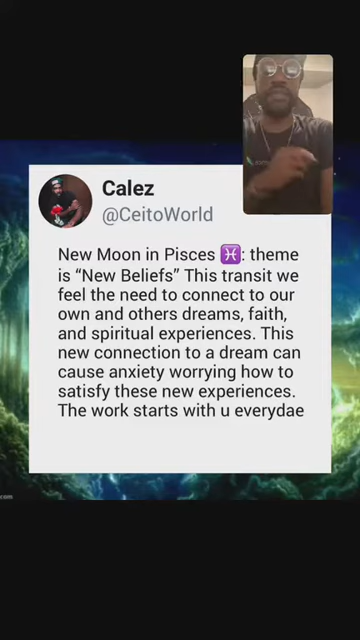 Calez
@CeitoWorld
New Moon in Pisces ♓: theme
is “New Beliefs” This transit we
feel the need to connect to our
own and others dreams, faith,
and spiritual experiences. This
new connection to a dream can
cause anxiety worrying how to
satisfy these new experiences.
The work starts with u everydae
.com